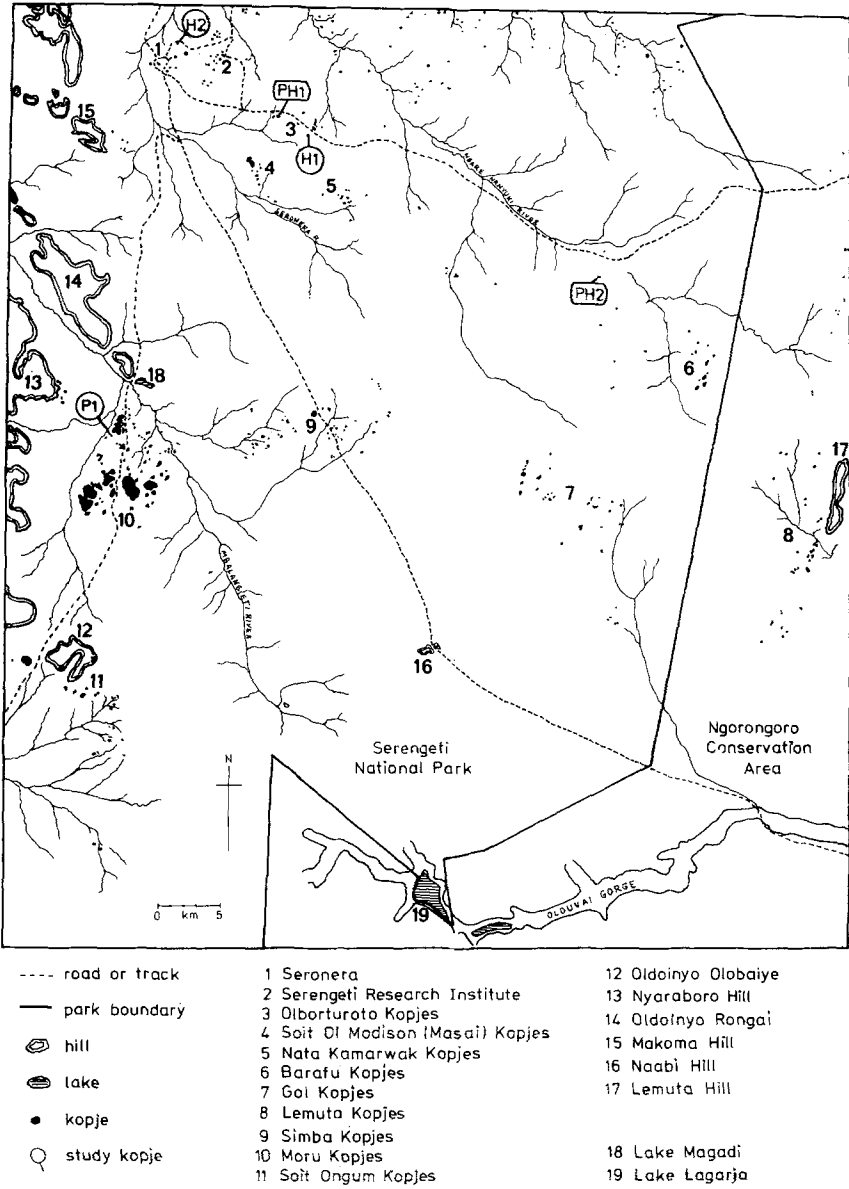 H2
1
2
PH1
15
3
H1
4
5
NGARE NANYUKI RIVER
SERONERA R.
14
PH2
6
13
18
P1
9
17
7
10
8
MBALANGETI RIVER
12
16
11
Serengeti
National Park
Ngorongoro
Conservation
Area
N
0 km 5
19
OLDUVAI GORGE
road or track
park boundary
hill
lake
kopje
study kopje
1 Seronera
2 Serengeti Research Institute
3 Olborturoto Kopjes
4 Soit Ol Modison (Masai) Kopjes
5 Nata Kamarwak Kopjes
6 Barafu Kopjes
7 Gol Kopjes
8 Lemuta Kopjes
9 Simba Kopjes
10 Moru Kopjes
11 Soit Ongum Kopjes
12 Oldoinyo Olobaiye
13 Nyaraboro Hill
14 Oldoinyo Rongai
15 Makoma Hill
16 Naabi Hill
17 Lemuta Hill
18 Lake Magadi
19 Lake Lagarja